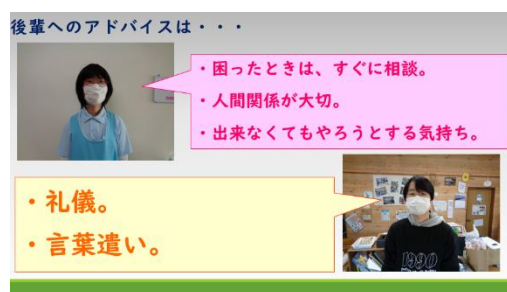 後輩へのアドバイスは・・・
・困ったときは、すぐに相談。
・人間関係が大切。
・出来なくてもやろうとする気持ち。
・礼儀。
・言葉遣い。
1990